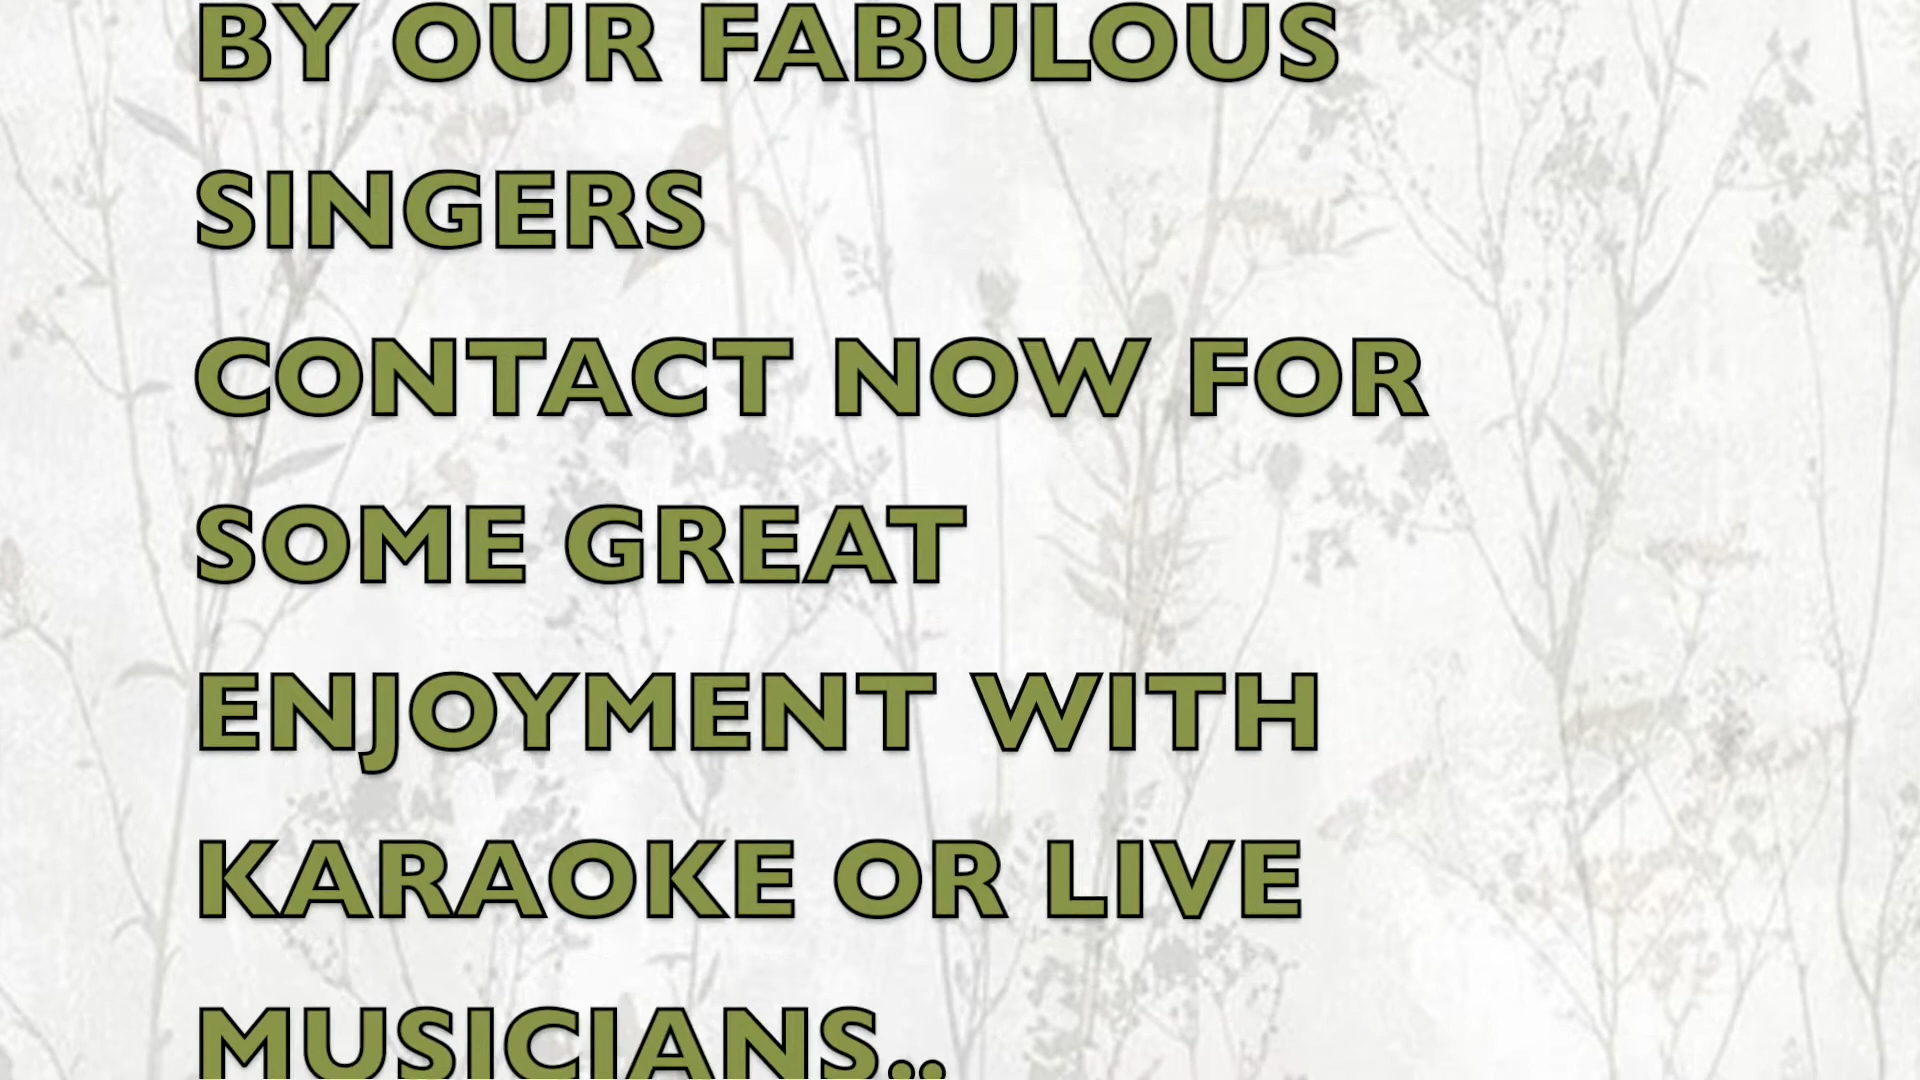 BY OUR FABULOUS
SINGERS
CONTACT NOW FOR
SOME GREAT
ENJOYMENT WITH
KARAOKE OR LIVE
MUSICIANS..